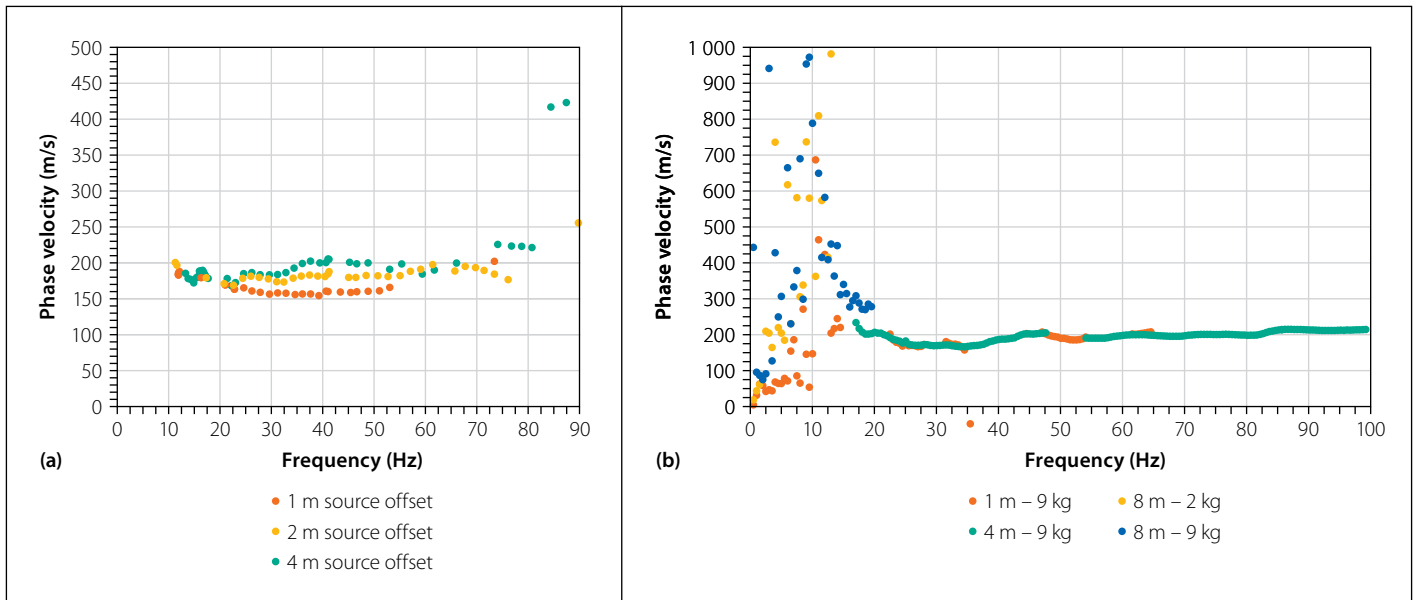 500
450
400
350
300
250
200
150
100
50
0
Phase velocity (m/s)
0 10 20 30 40 50 60 70 80 90
(a)
Frequency (Hz)
1 m source offset
2 m source offset
4 m source offset
1 000
900
800
700
600
500
400
300
200
100
0
Phase velocity (m/s)
0 10 20 30 40 50 60 70 80 90 100
(b)
Frequency (Hz)
1 m – 9 kg 8 m – 2 kg
4 m – 9 kg 8 m – 9 kg